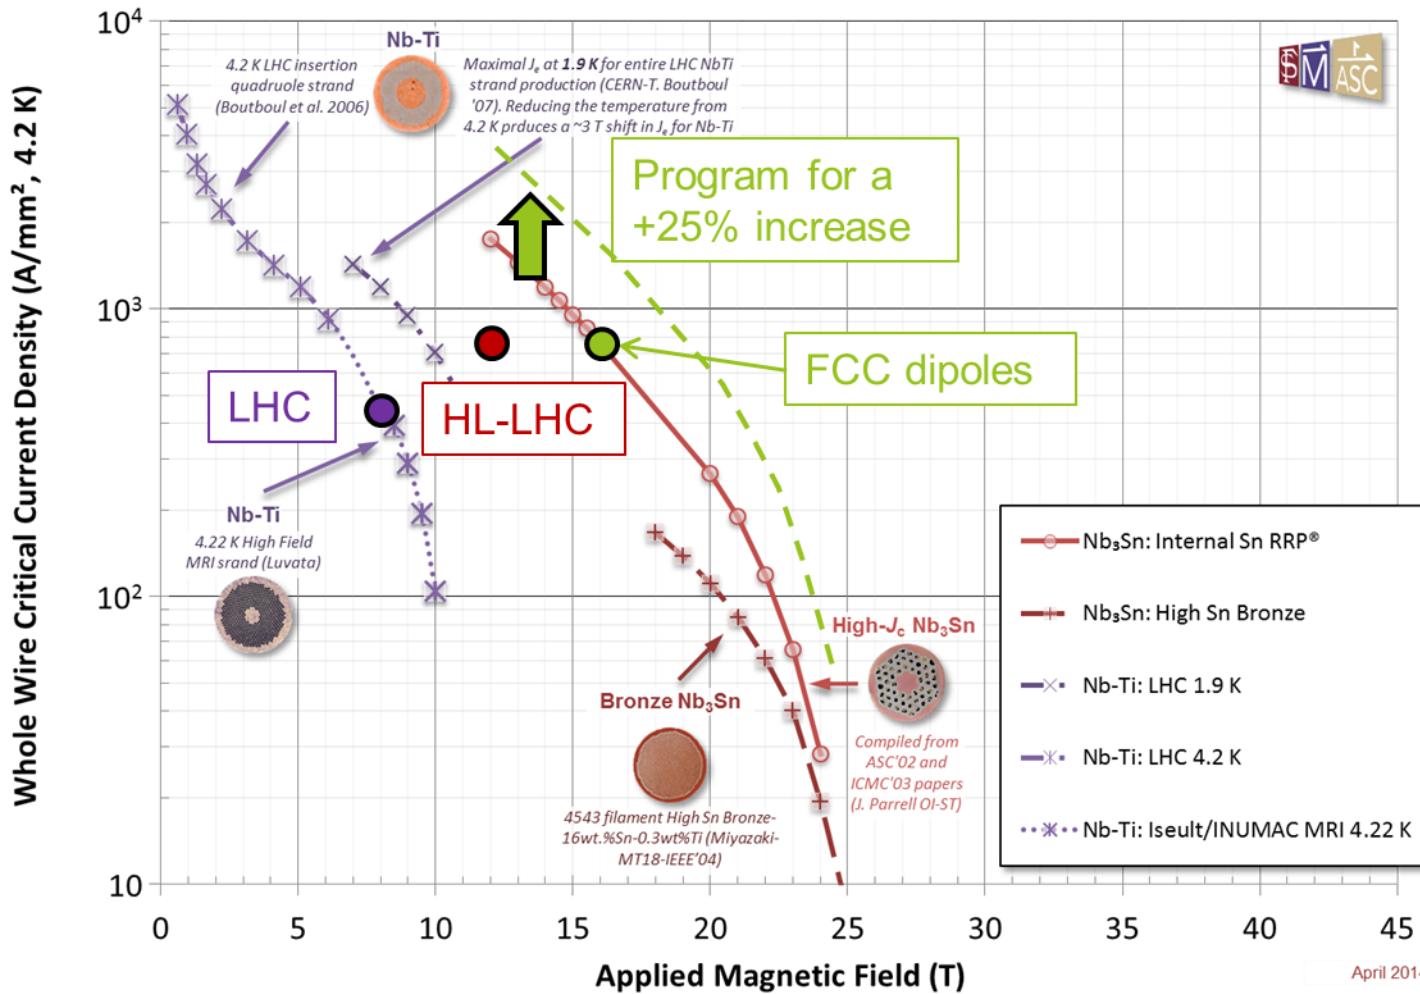 Whole Wire Critical Current Density (A/mm², 4.2 K)
10⁴
10³
10²
10
Nb-Ti
4.2 K LHC insertion
quadruole strand
(Boutboul et al. 2006)
Maximal Jₑ at 1.9 K for entire LHC NbTi
strand production (CERN-T. Boutboul
'07). Reducing the temperature from
4.2 K prduces a ~3 T shift in Jₑ for Nb-Ti
ASC
Program for a
+25% increase
FCC dipoles
LHC
HL-LHC
Nb-Ti
4.22 K High Field
MRI srand (Luvata)
Bronze Nb₃Sn
4543 filament High Sn Bronze-
16wt.%Sn-0.3wt%Ti (Miyazaki-
MT18-IEEE'04)
High-J꜀ Nb₃Sn
Compiled from
ASC'02 and
ICMC'03 papers
(J. Parrell OI-ST)
Nb₃Sn: Internal Sn RRP®
Nb₃Sn: High Sn Bronze
Nb-Ti: LHC 1.9 K
Nb-Ti: LHC 4.2 K
Nb-Ti: Iseult/INUMAC MRI 4.22 K
0 5 10 15 20 25 30 35 40 45
Applied Magnetic Field (T)
April 2014